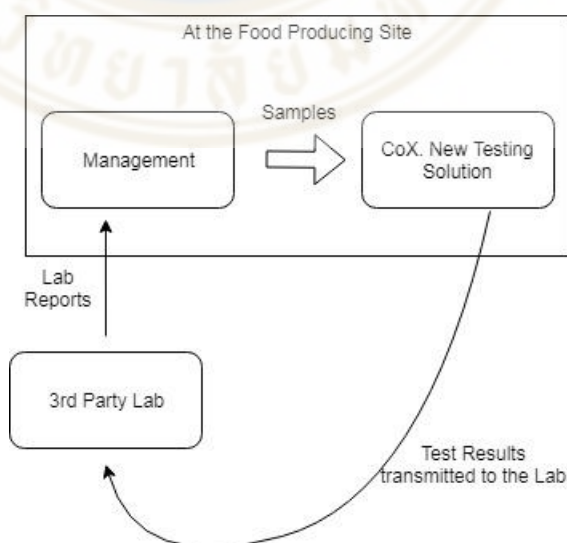 At the Food Producing Site
Samples
Management
CoX. New Testing
Solution
Lab
Reports
3rd Party Lab
Test Results
transmitted to the Lab